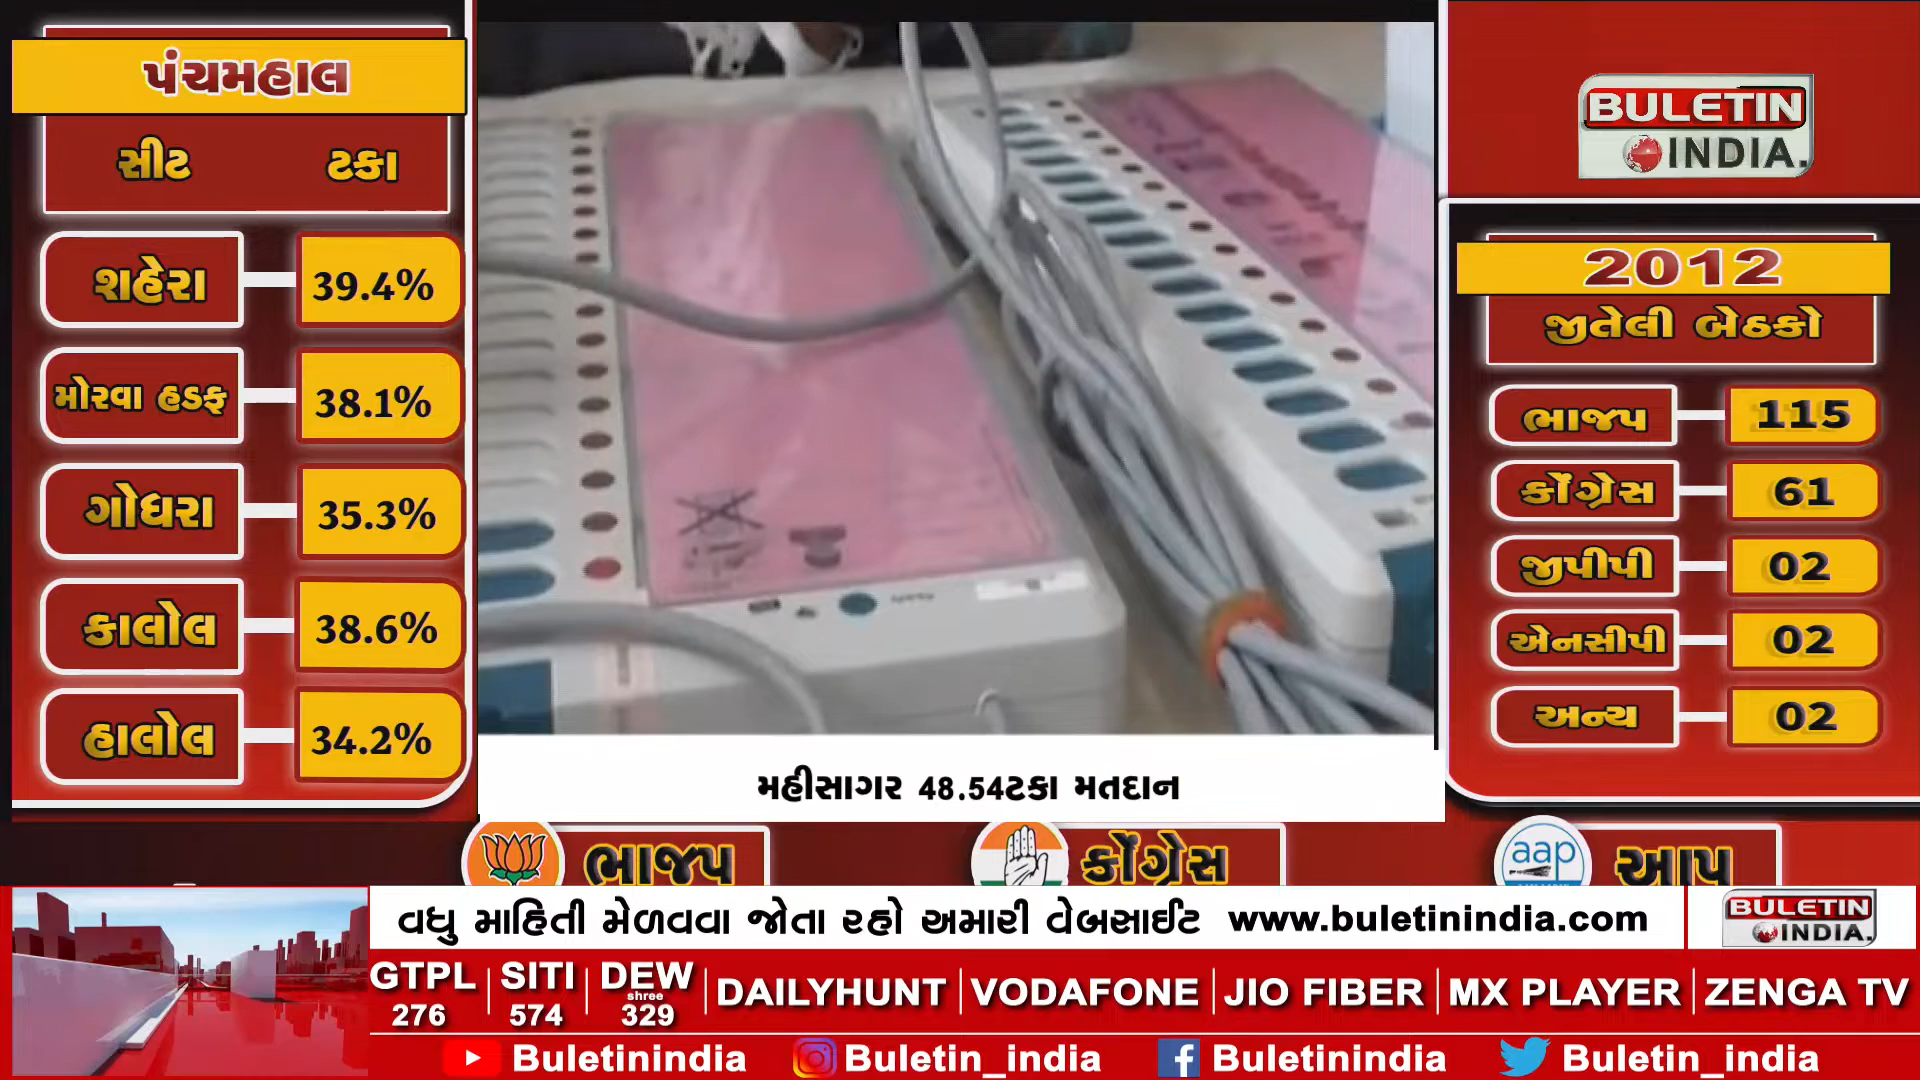 પંચમહાલ
સીટ ટકા
શહેરા 39.4%
મોરવા હડફ 38.1%
ગોધરા 35.3%
કાલોલ 38.6%
હાલોલ 34.2%
મહીસાગર 48.54ટકા મતદાન
BULETIN
INDIA.
2012
જીતેલી બેઠકો
ભાજપ 115
કોંગ્રેસ 61
જીપીપી 02
એનસીપી 02
અન્ય 02
ભાજપ કોંગ્રેસ aap આપ
વધુ માહિતી મેળવવા જોતા રહો અમારી વેબસાઈટ www.buletinindia.com
BULETIN
INDIA.
GTPL 276 SITI 574 DEW shree 329 DAILYHUNT VODAFONE JIO FIBER MX PLAYER ZENGA TV
Buletinindia Buletin_india Buletinindia Buletin_india